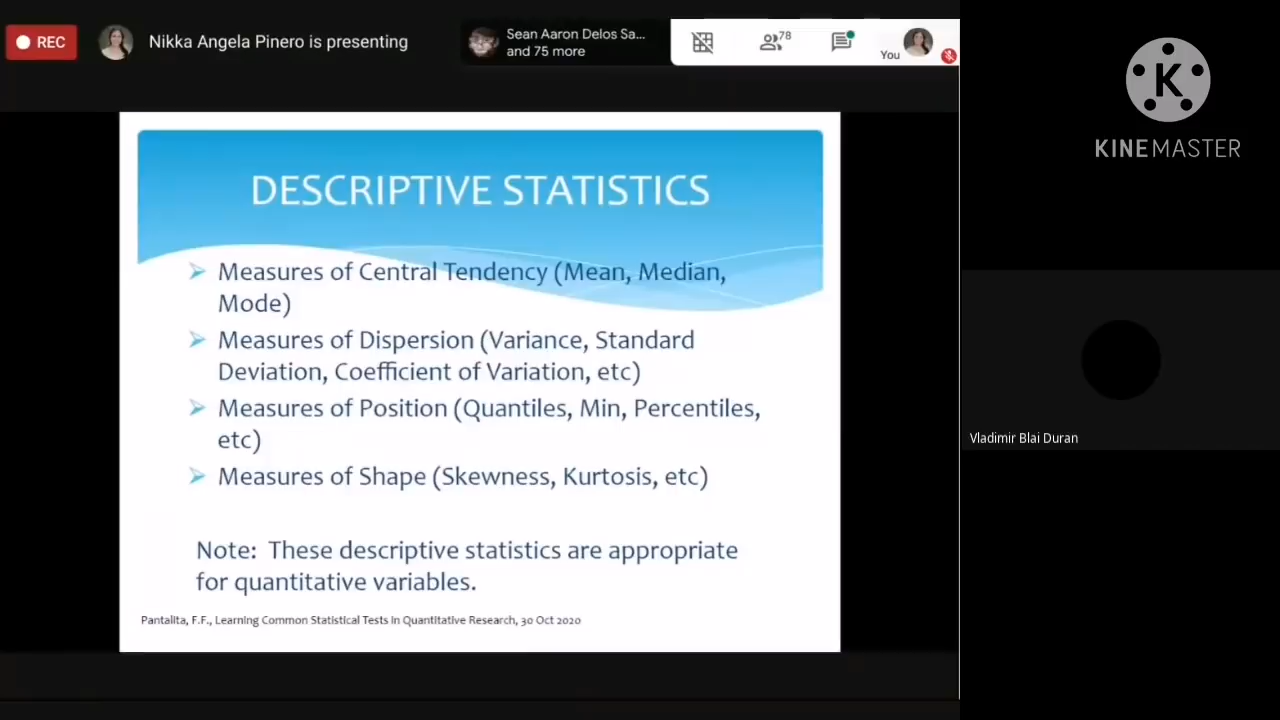 REC
Nikka Angela Pinero is presenting
Sean Aaron Delos Sa...
and 75 more
78
You
K
KINEMASTER
DESCRIPTIVE STATISTICS
Measures of Central Tendency (Mean, Median,
Mode)
Measures of Dispersion (Variance, Standard
Deviation, Coefficient of Variation, etc)
Measures of Position (Quantiles, Min, Percentiles,
etc)
Measures of Shape (Skewness, Kurtosis, etc)
Note: These descriptive statistics are appropriate
for quantitative variables.
Pantalita, F.F., Learning Common Statistical Tests in Quantitative Research, 30 Oct 2020
Vladimir Blai Duran